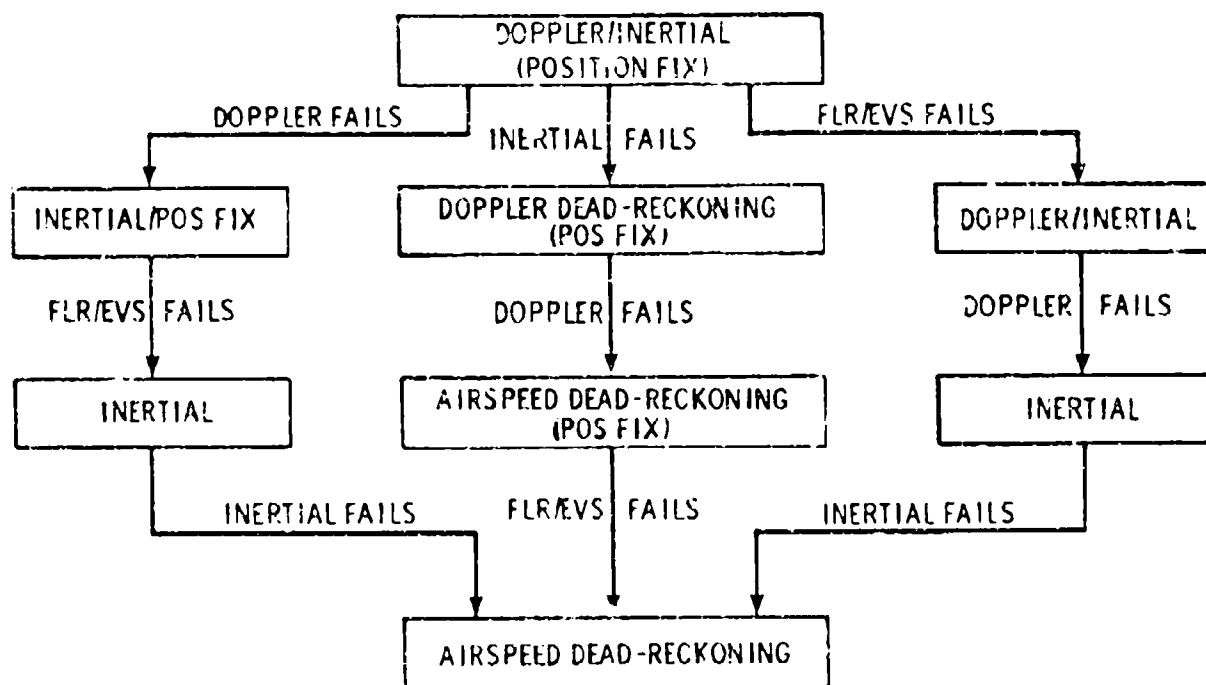 DOPPLER/INERTIAL
(POSITION FIX)
DOPPLER FAILS
INERTIAL FAILS
FLR/EVS FAILS
INERTIAL/POS FIX
DOPPLER DEAD-RECKONING
(POS FIX)
DOPPLER/INERTIAL
FLR/EVS FAILS
DOPPLER FAILS
DOPPLER FAILS
INERTIAL
AIRSPEED DEAD-RECKONING
(POS FIX)
INERTIAL
INERTIAL FAILS
FLR/EVS FAILS
INERTIAL FAILS
AIRSPEED DEAD-RECKONING